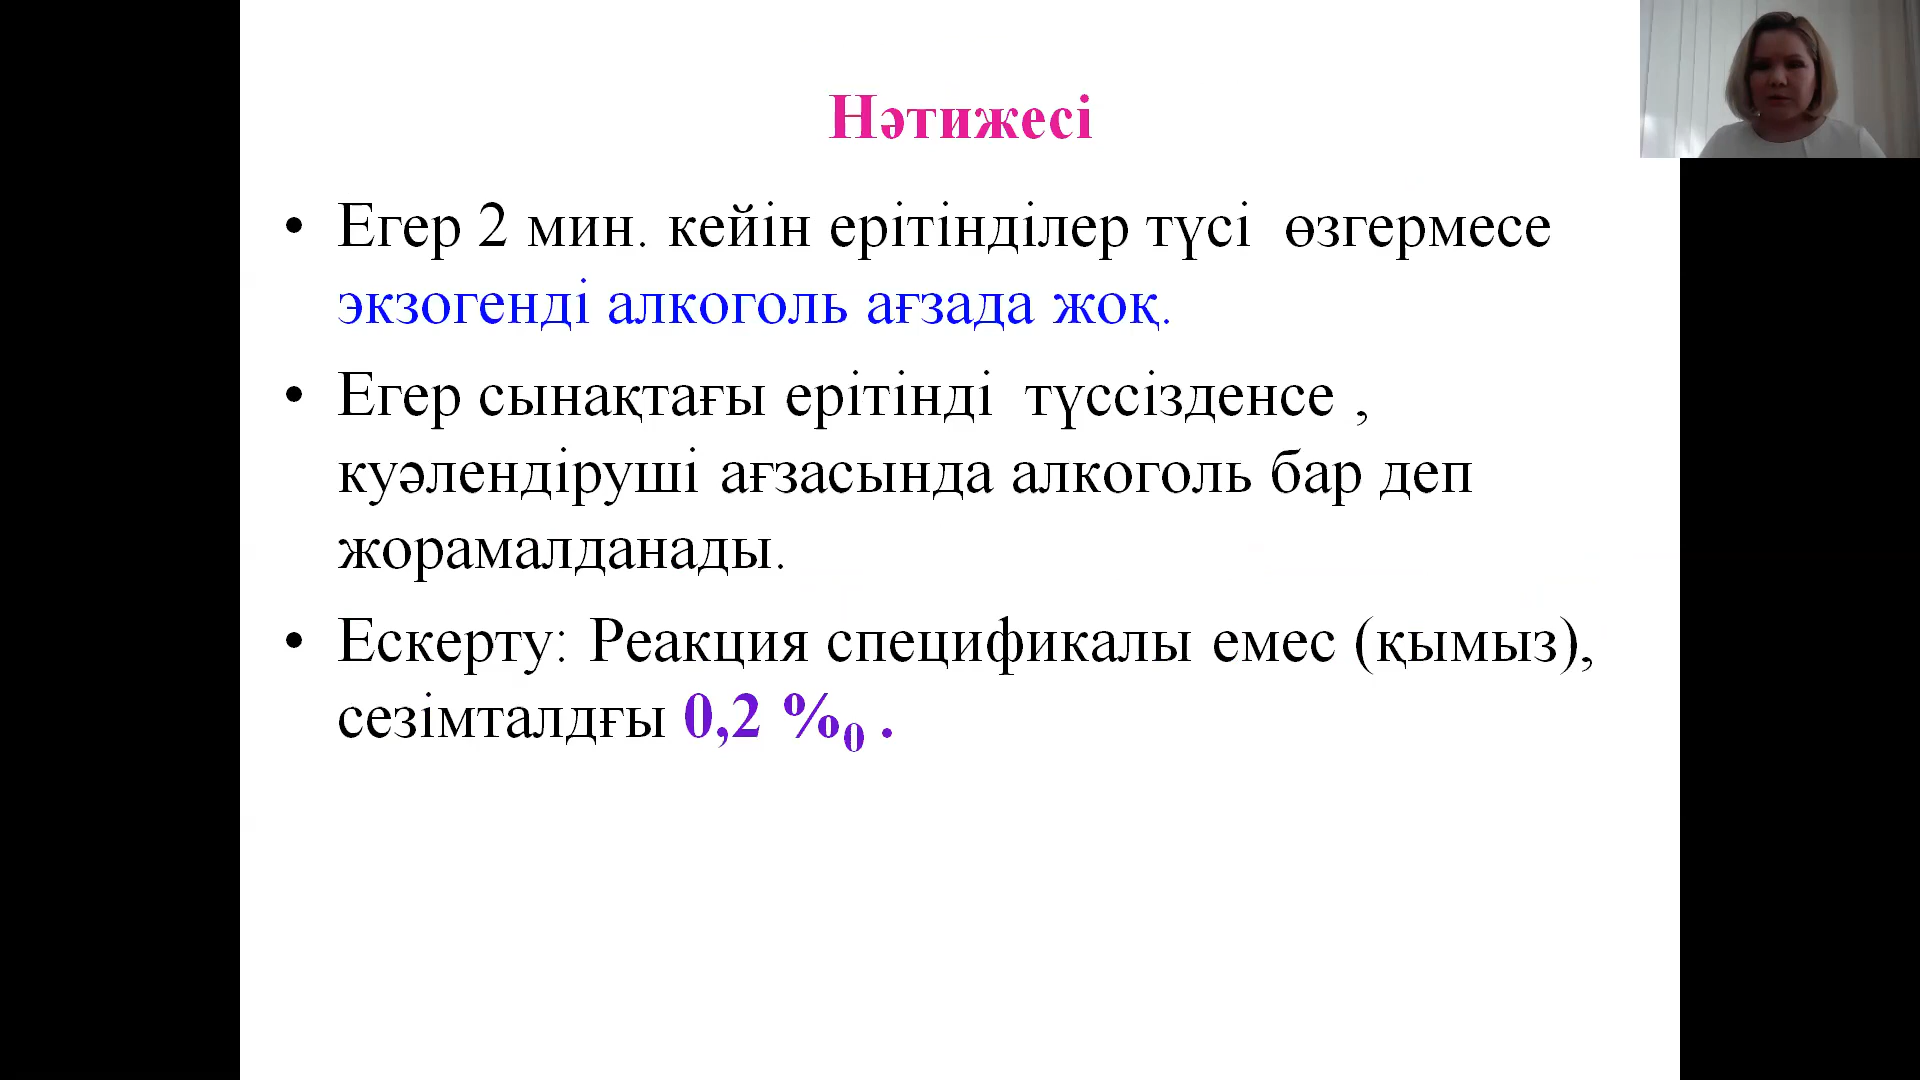 Нәтижесі
• Егер 2 мин. кейін ерітінділер түсі өзгермесе
экзогенді алкоголь ағзада жоқ.
• Егер сынақтағы ерітінді түссізденсе ,
куәлендіруші ағзасында алкоголь бар деп
жорамалданады.
• Ескерту: Реакция спецификалы емес (қымыз),
сезімталдғы 0,2 %₀ .